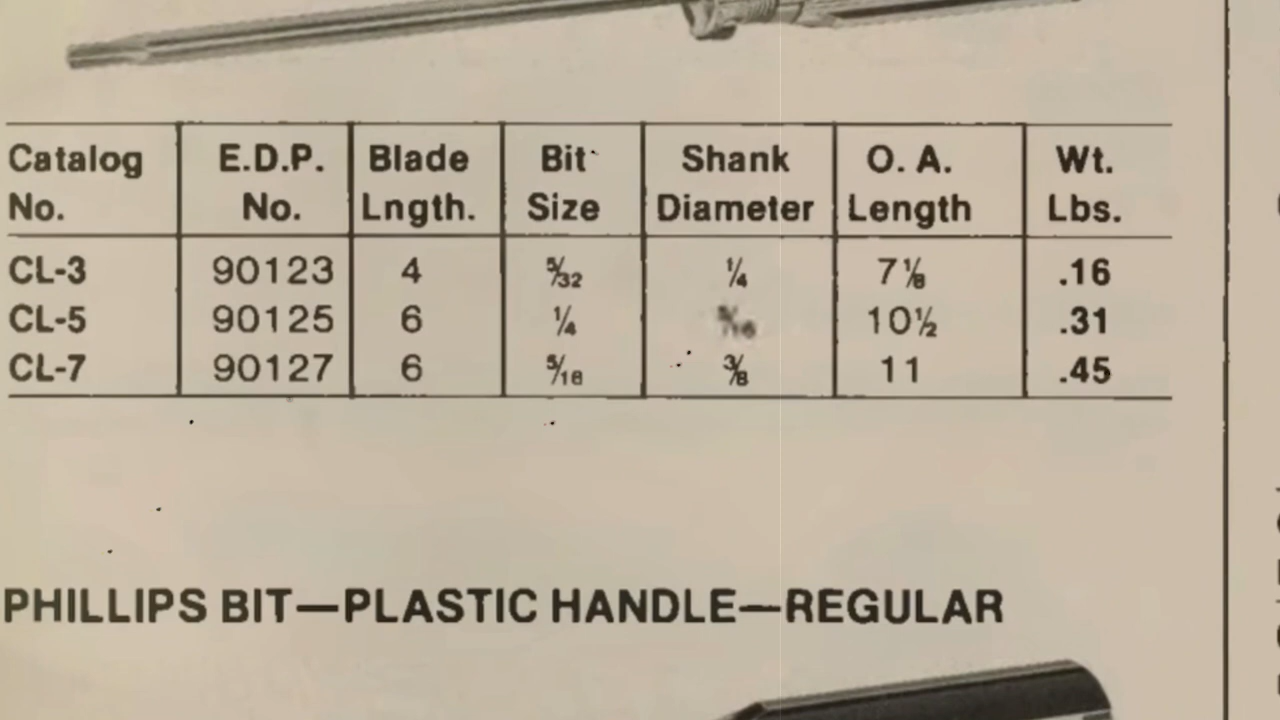 Catalog No. E.D.P. No. Blade Lngth. Bit Size Shank Diameter O. A. Length Wt. Lbs.
CL-3 90123 4 5/32 1/4 7 1/8 .16
CL-5 90125 6 1/4 10 1/2 .31
CL-7 90127 6 5/16 3/8 11 .45
PHILLIPS BIT—PLASTIC HANDLE—REGULAR